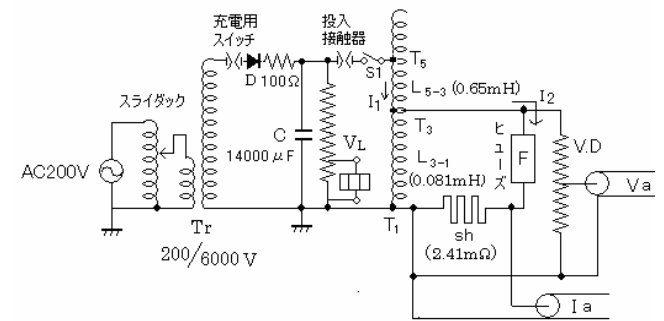 充電用
スイッチ
投入
接触器
D
100Ω
S1
T5
I1
L5-3 (0.65mH)
I2
スライダック
T3
ヒューズ
F
V.D
C
14000μF
VL
L3-1
(0.081mH)
AC200V
Va
Tr
T1
sh
(2.41mΩ)
200/6000V
Ia